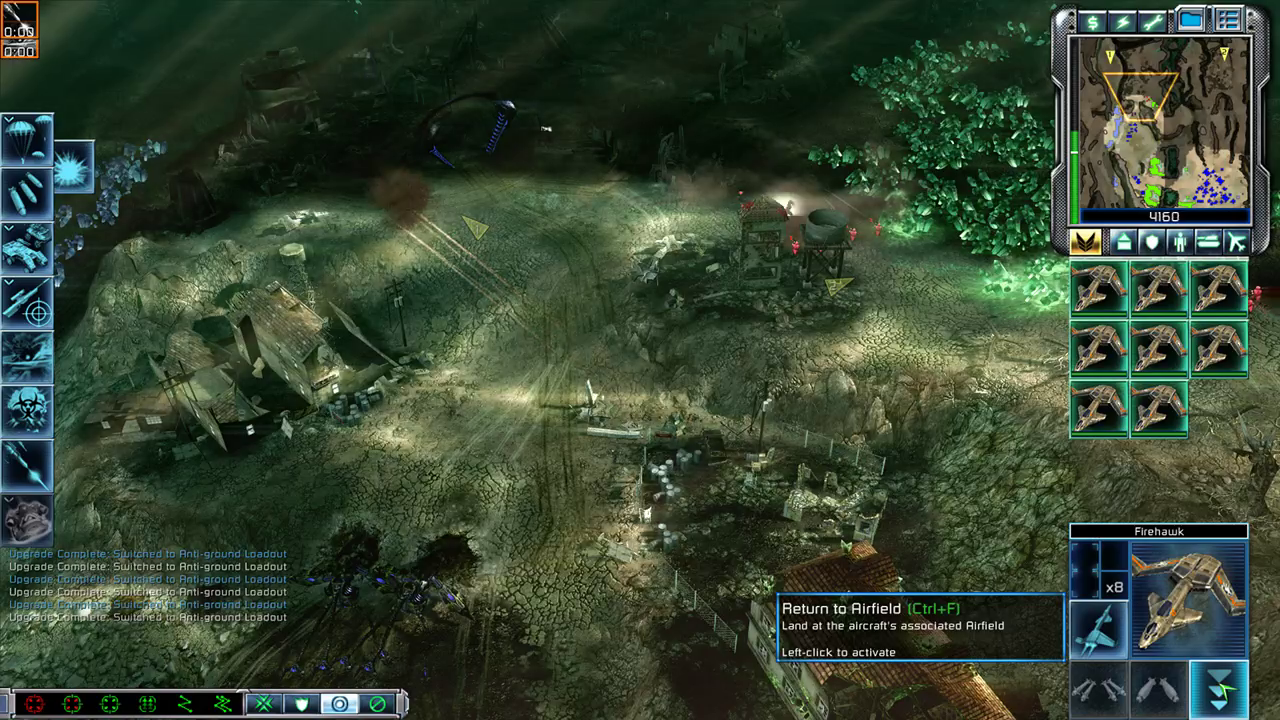 0:00
0:00
$
1
2
4160
Firehawk
x8
Upgrade Complete: Switched to Anti-ground Loadout
Upgrade Complete: Switched to Anti-ground Loadout
Upgrade Complete: Switched to Anti-ground Loadout
Upgrade Complete: Switched to Anti-ground Loadout
Upgrade Complete: Switched to Anti-ground Loadout
Upgrade Complete: Switched to Anti-ground Loadout
Return to Airfield (Ctrl+F)
Land at the aircraft's associated Airfield
Left-click to activate